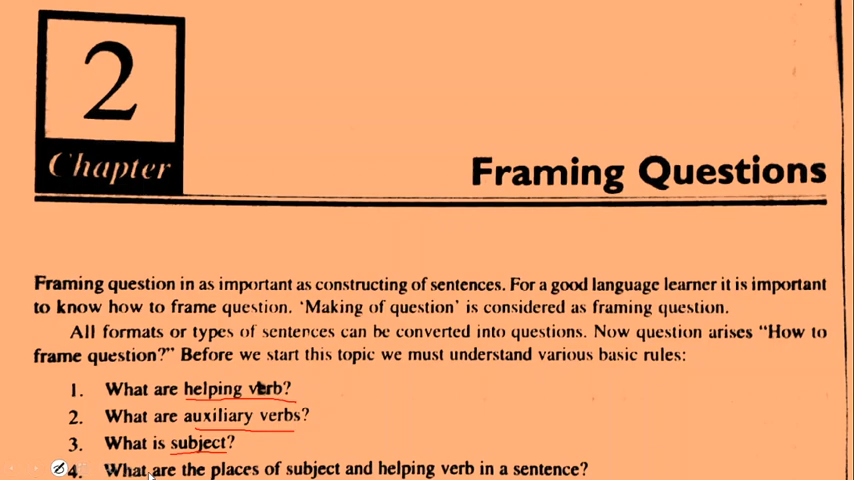 2
Chapter
Framing Questions
Framing question in as important as constructing of sentences. For a good language learner it is important
to know how to frame question. ‘Making of question’ is considered as framing question.
All formats or types of sentences can be converted into questions. Now question arises “How to
frame question?” Before we start this topic we must understand various basic rules:
1. What are helping verb?
2. What are auxiliary verbs?
3. What is subject?
4. What are the places of subject and helping verb in a sentence?